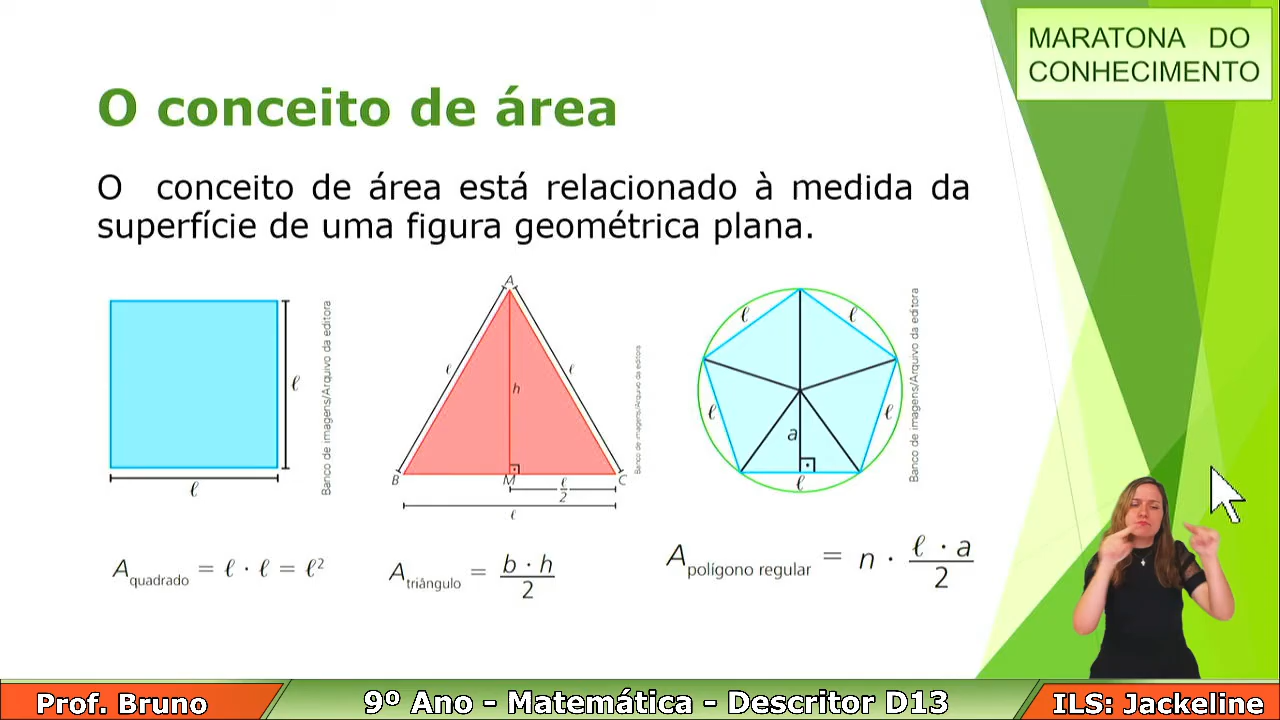 MARATONA DO
CONHECIMENTO
O conceito de área
O conceito de área está relacionado à medida da
superfície de uma figura geométrica plana.
ℓ
ℓ
Banco de imagens/Arquivo da editora
A
ℓ
ℓ
h
B
M
C
ℓ/2
ℓ
Banco de imagens/Arquivo da editora
ℓ
ℓ
ℓ
ℓ
a
ℓ
Banco de imagens/Arquivo da editora
A quadrado = ℓ · ℓ = ℓ²
A triângulo = b · h / 2
A polígono regular = n · ℓ · a / 2
Prof. Bruno
9º Ano - Matemática - Descritor D13
ILS: Jackeline